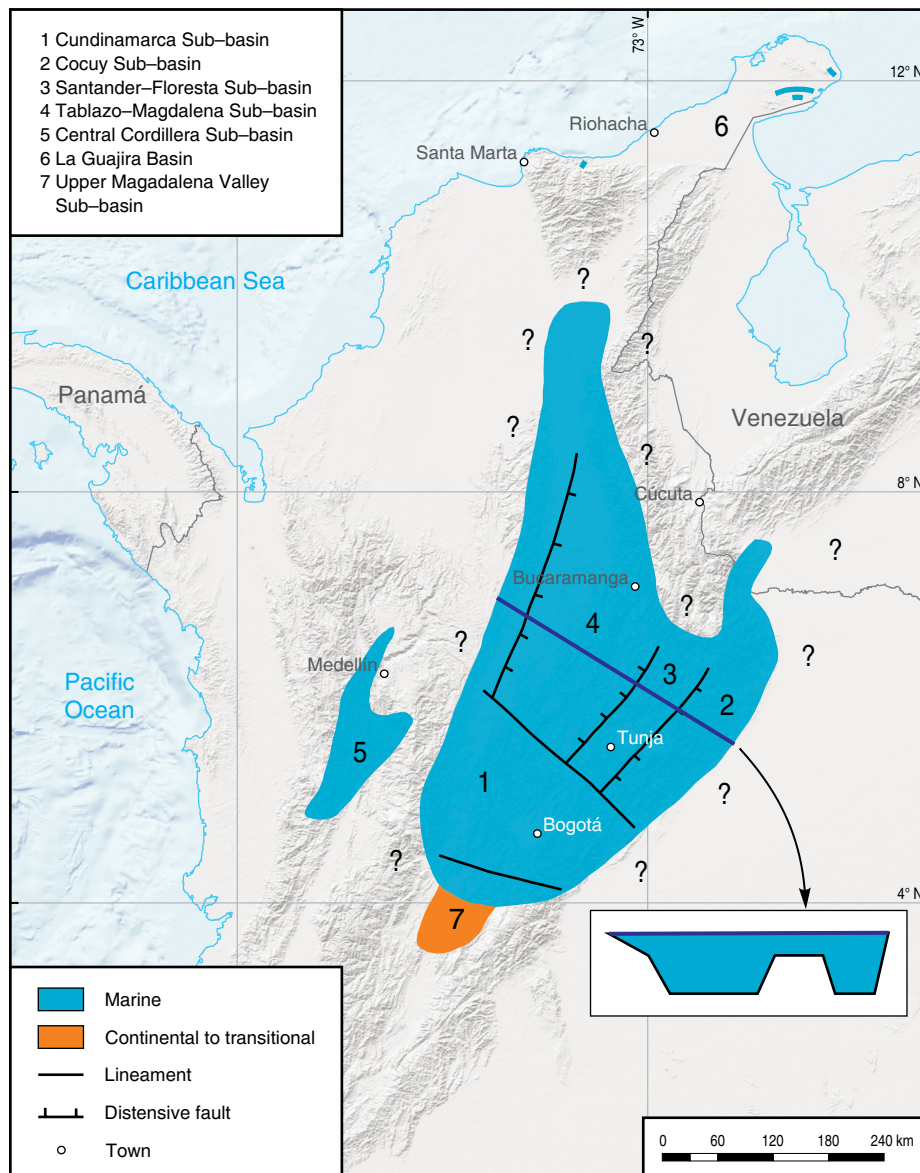 1 Cundinamarca Sub–basin
2 Cocuy Sub–basin
3 Santander–Floresta Sub–basin
4 Tablazo–Magdalena Sub–basin
5 Central Cordillera Sub–basin
6 La Guajira Basin
7 Upper Magadalena Valley
Sub–basin
73° W
12° N
Riohacha
6
Santa Marta
Caribbean Sea
?
?
?
Panamá
Venezuela
?
?
Cúcuta
8° N
?
Bucaramanga
4
?
?
?
Medellín
3
2
Pacific
Ocean
Tunja
5
1
?
Bogotá
?
?
4° N
7
Marine
Continental to transitional
Lineament
Distensive fault
Town
0 60 120 180 240 km